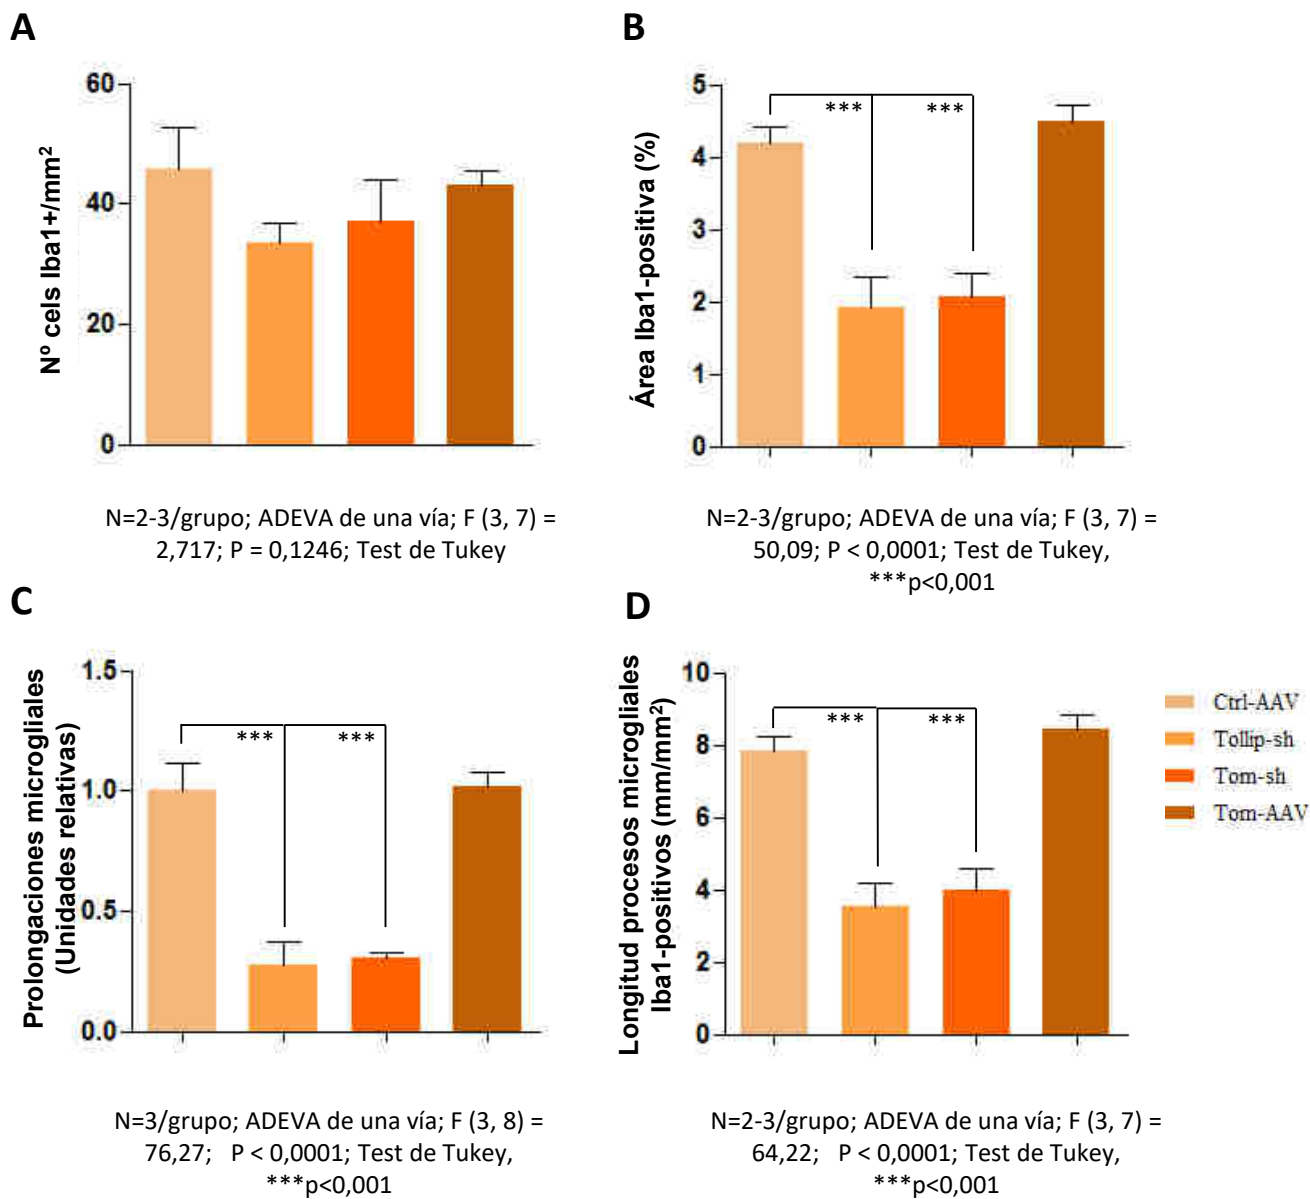 A
Nº cels Iba1+/mm²
60
40
20
0
N=2-3/grupo; ADEVA de una vía; F (3, 7) =
2,717; P = 0,1246; Test de Tukey
B
Área Iba1-positiva (%)
5
4
3
2
1
0
***
***
N=2-3/grupo; ADEVA de una vía; F (3, 7) =
50,09; P < 0,0001; Test de Tukey,
***p<0,001
C
Prolongaciones microgliales
(Unidades relativas)
1.5
1.0
0.5
0.0
***
***
N=3/grupo; ADEVA de una vía; F (3, 8) =
76,27; P < 0,0001; Test de Tukey,
***p<0,001
D
Longitud procesos microgliales
Iba1-positivos (mm/mm²)
10
8
6
4
2
0
***
***
Ctrl-AAV
Tollip-sh
Tom-sh
Tom-AAV
N=2-3/grupo; ADEVA de una vía; F (3, 7) =
64,22; P < 0,0001; Test de Tukey,
***p<0,001